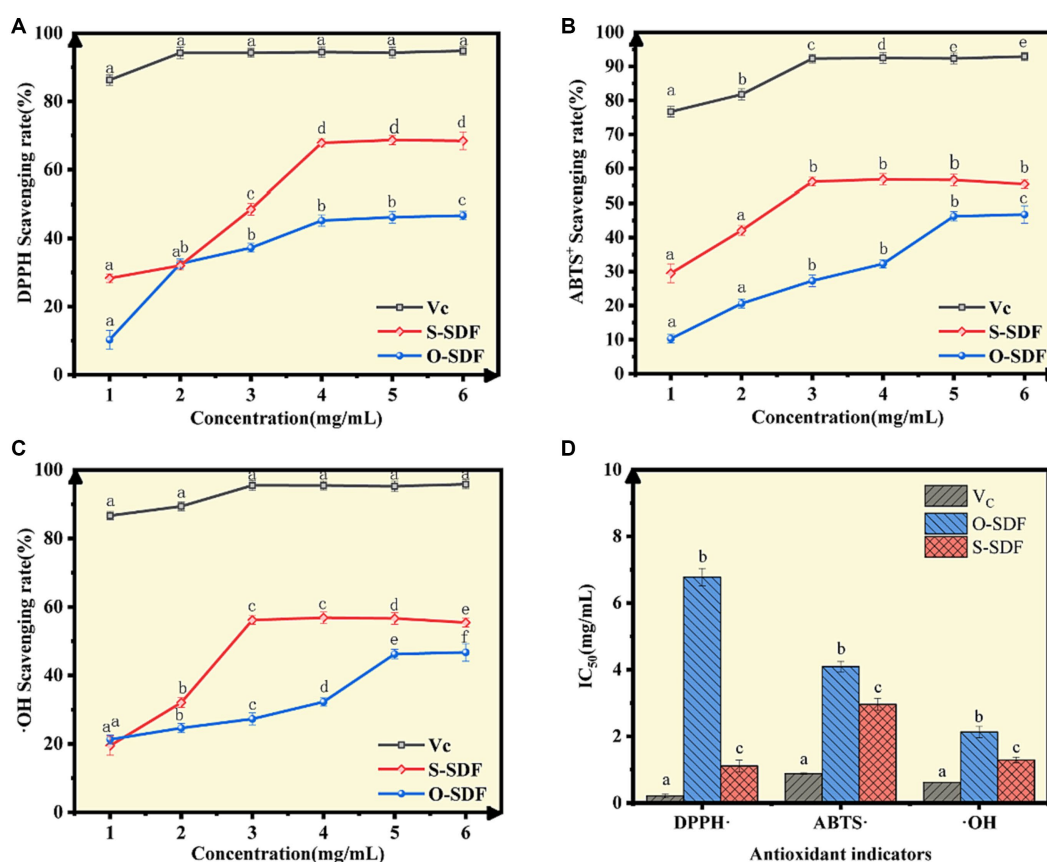 A
DPPH Scavenging rate(%)
100
80
60
40
20
0
a a a a a a
a a c d d d
a b b b b c
Vc
S-SDF
O-SDF
1 2 3 4 5 6
Concentration(mg/mL)
B
ABTS+ Scavenging rate(%)
100
90
80
70
60
50
40
30
20
10
0
a b c d e e
a a b b b b
a a b b b c
Vc
S-SDF
O-SDF
1 2 3 4 5 6
Concentration(mg/mL)
C
·OH Scavenging rate(%)
100
80
60
40
20
0
a a a a a a
a b c c d e
a b c d e f
Vc
S-SDF
O-SDF
1 2 3 4 5 6
Concentration(mg/mL)
D
IC50(mg/mL)
10
8
6
4
2
0
VC
O-SDF
S-SDF
a b c a b c a b c
DPPH· ABTS· ·OH
Antioxidant indicators